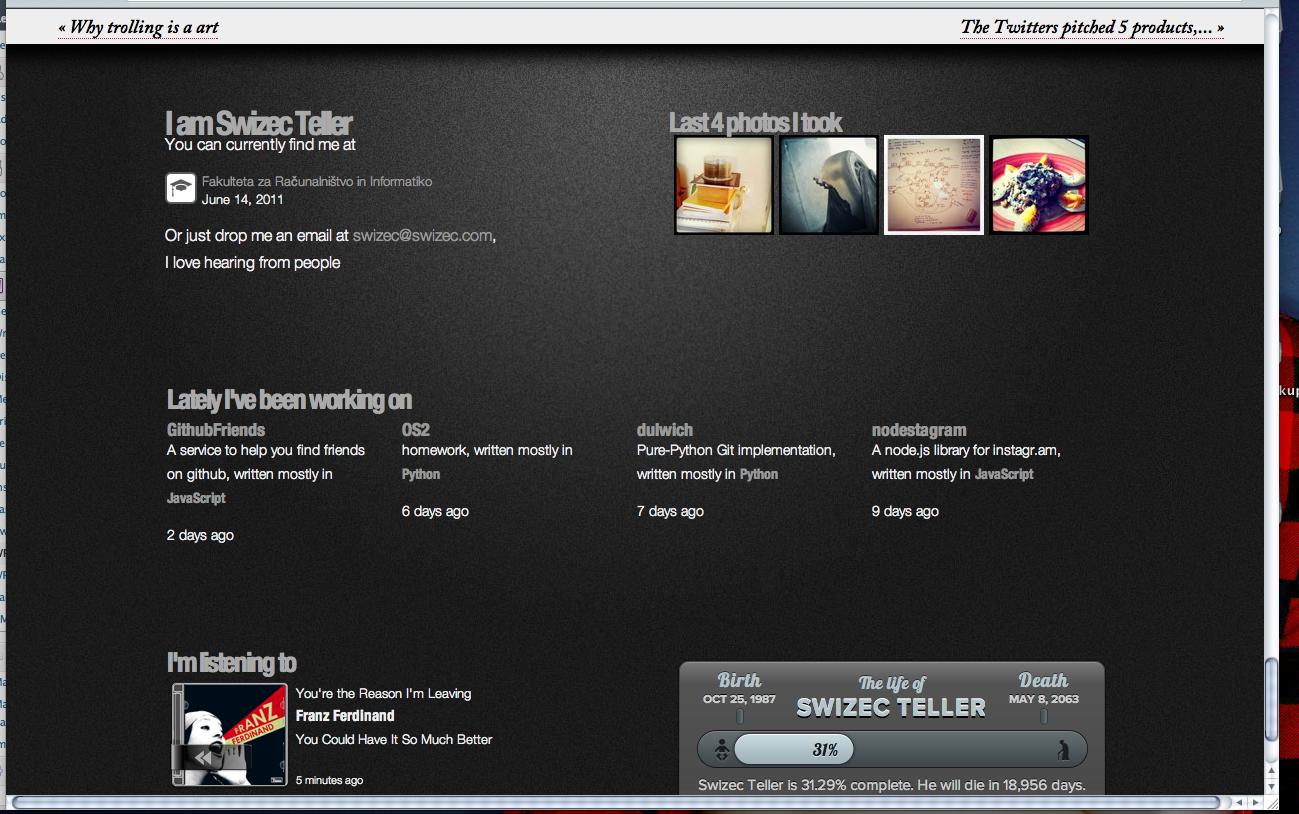 « Why trolling is a art
The Twitters pitched 5 products,... »
I am Swizec Teller
You can currently find me at
Fakulteta za Računalništvo in Informatiko
June 14, 2011
Or just drop me an email at swizec@swizec.com,
I love hearing from people
Last 4 photos I took
Lately I've been working on
GithubFriends
A service to help you find friends
on github, written mostly in
JavaScript
2 days ago
OS2
homework, written mostly in
Python
6 days ago
dulwich
Pure-Python Git implementation,
written mostly in Python
7 days ago
nodestagram
A node.js library for instagr.am,
written mostly in JavaScript
9 days ago
I'm listening to
FRANZ
FERDINAND
You're the Reason I'm Leaving
Franz Ferdinand
You Could Have It So Much Better
5 minutes ago
Birth
OCT 25, 1987
The life of
SWIZEC TELLER
Death
MAY 8, 2063
31%
Swizec Teller is 31.29% complete. He will die in 18,956 days.
kup